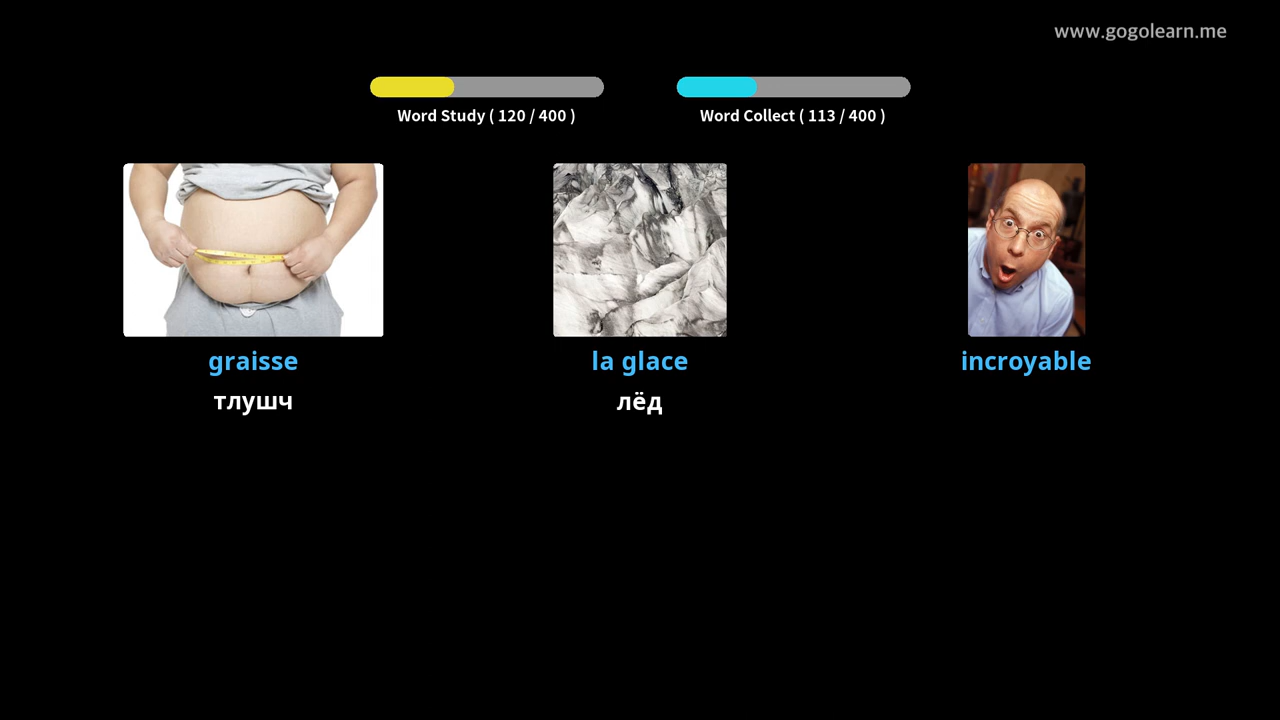 www.gogolearn.me
Word Study ( 120 / 400 )
Word Collect ( 113 / 400 )
graisse
la glace
incroyable
тлушч
лёд